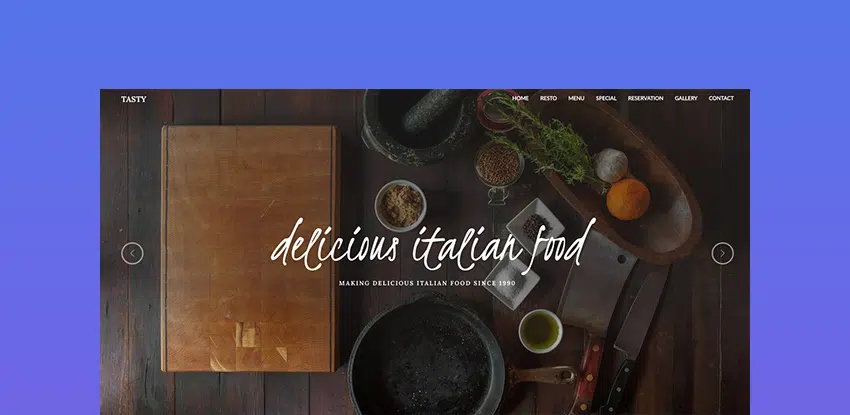 TASTY
HOME RESTO MENU SPECIAL RESERVATION GALLERY CONTACT
delicious italian food
MAKING DELICIOUS ITALIAN FOOD SINCE 1990